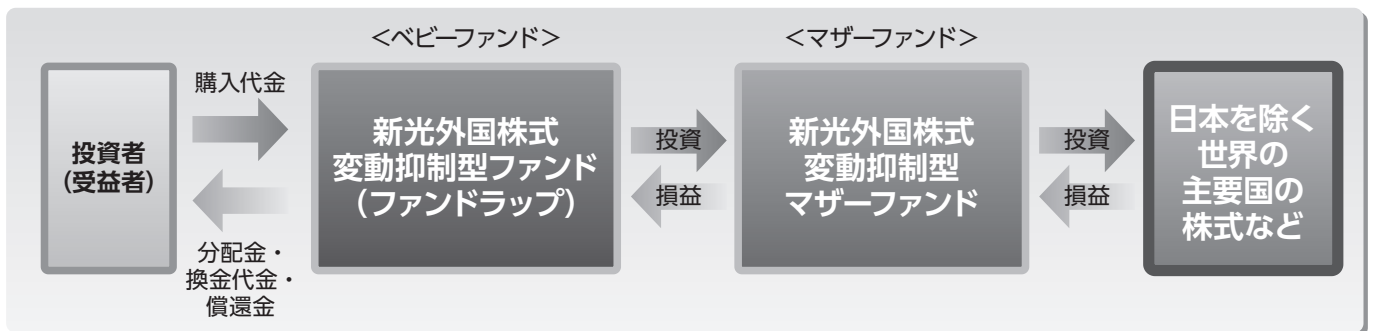 <ベビーファンド>
<マザーファンド>
投資者
(受益者)
購入代金
分配金・
換金代金・
償還金
新光外国株式
変動抑制型ファンド
(ファンドラップ)
投資
損益
新光外国株式
変動抑制型
マザーファンド
投資
損益
日本を除く
世界の
主要国の
株式など